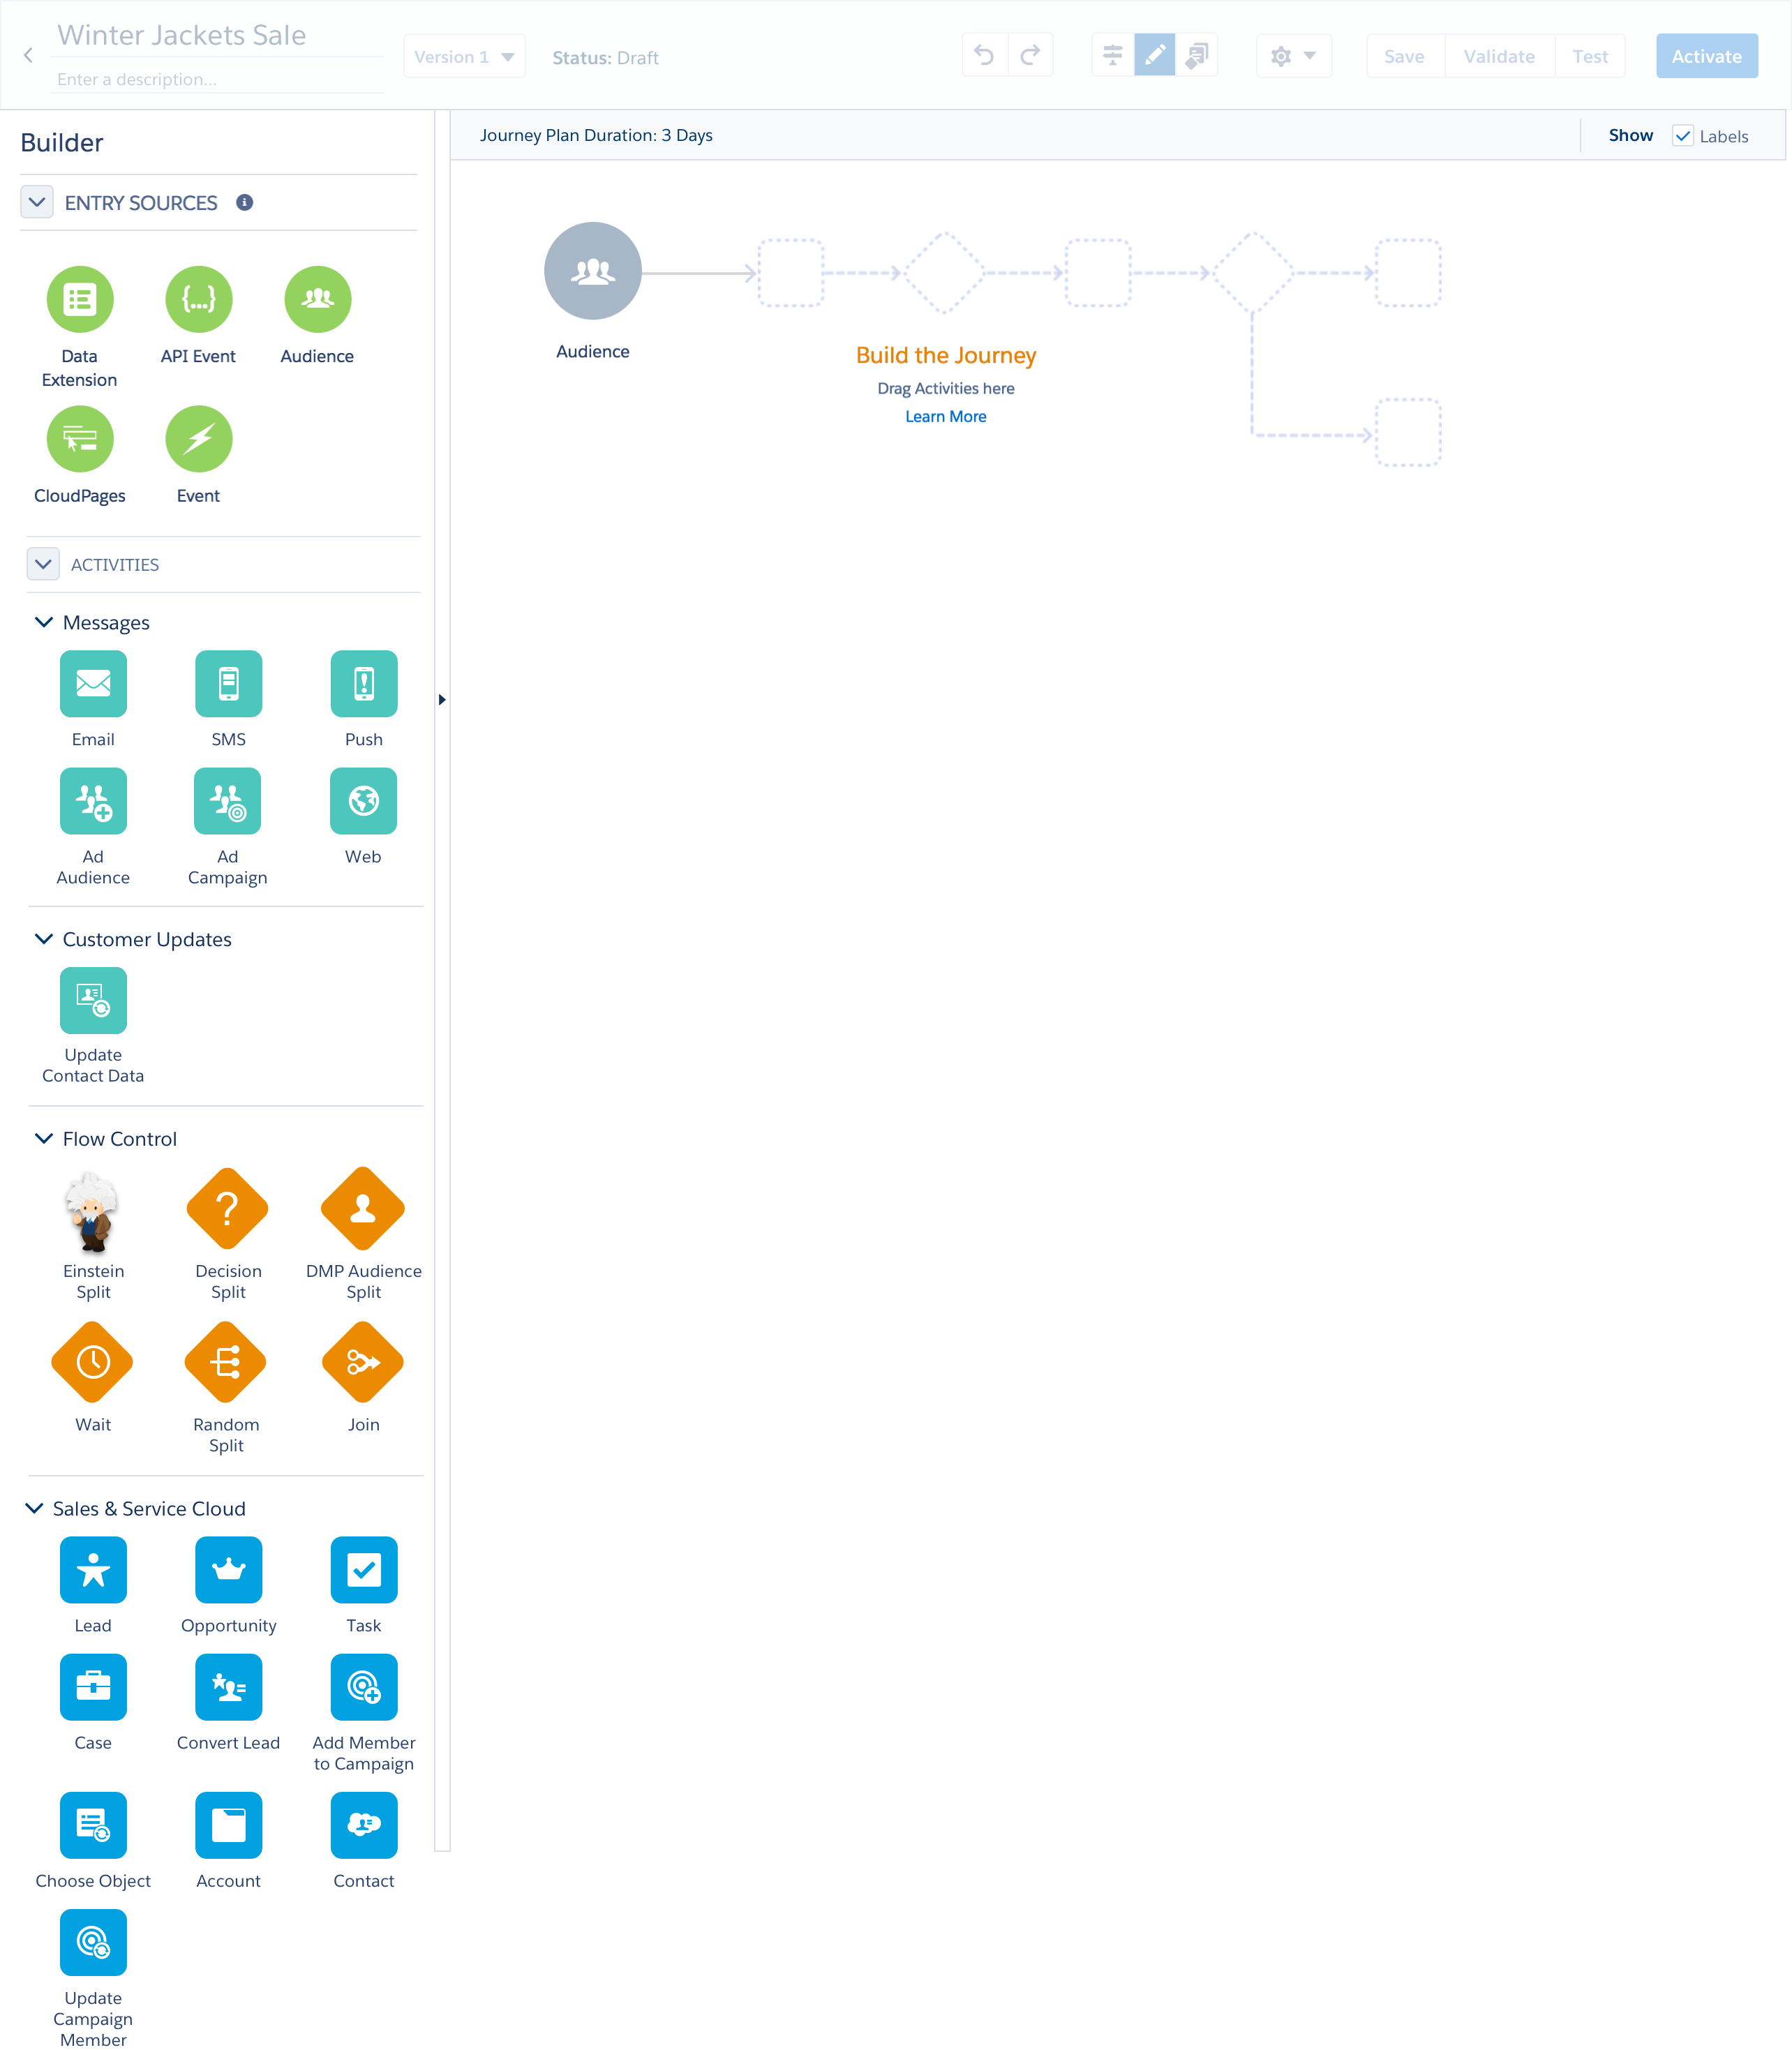 Winter Jackets Sale
Enter a description...
Version 1
Status: Draft
Save
Validate
Test
Activate
Builder
Journey Plan Duration: 3 Days
Show
Labels
ENTRY SOURCES
Data
Extension
API Event
Audience
CloudPages
Event
Audience
Build the Journey
Drag Activities here
Learn More
ACTIVITIES
Messages
Email
SMS
Push
Ad
Audience
Ad
Campaign
Web
Customer Updates
Update
Contact Data
Flow Control
Einstein
Split
Decision
Split
DMP Audience
Split
Wait
Random
Split
Join
Sales & Service Cloud
Lead
Opportunity
Task
Case
Convert Lead
Add Member
to Campaign
Choose Object
Account
Contact
Update
Campaign
Member